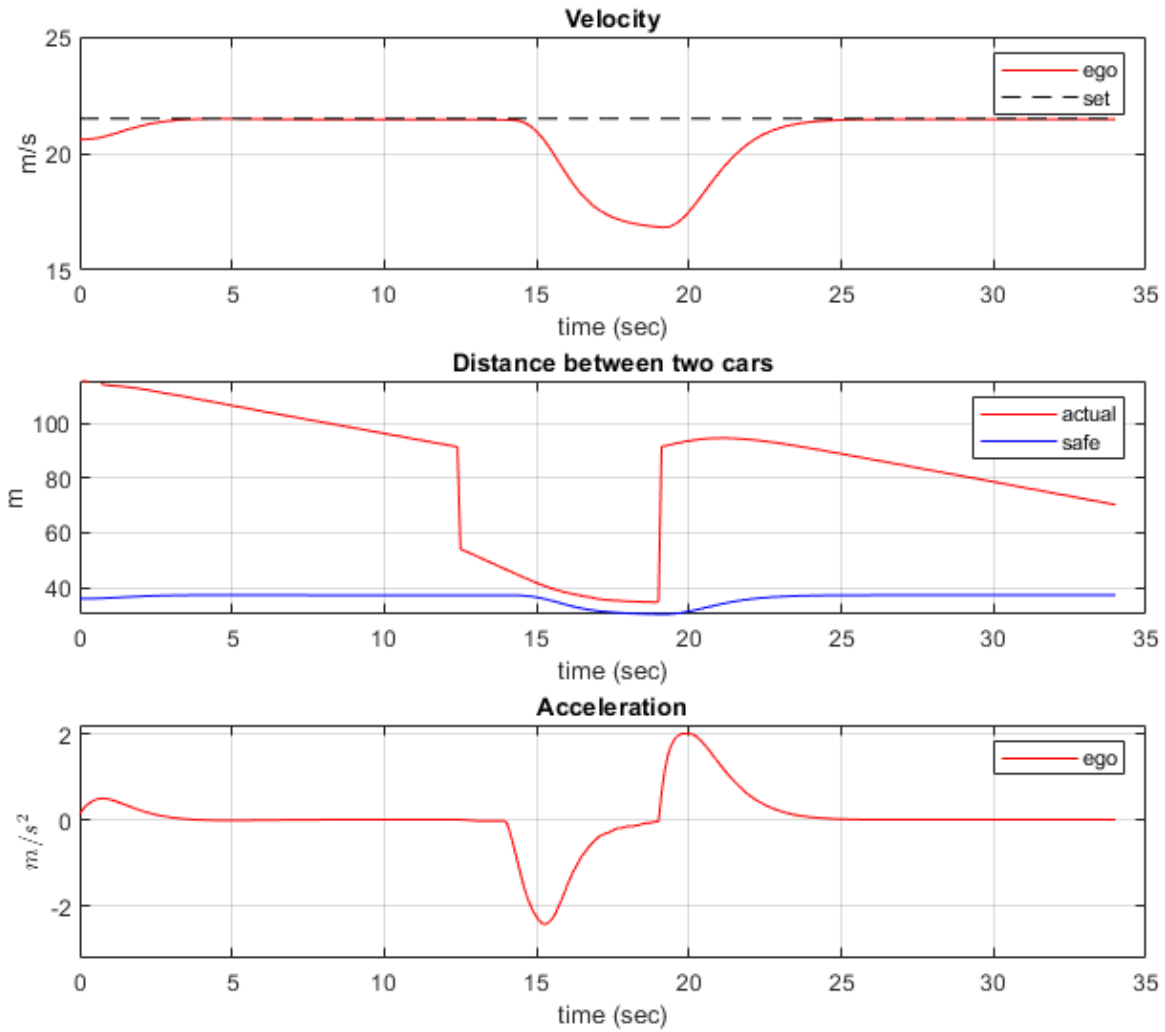 Velocity
25
20
15
m/s
ego
set
0 5 10 15 20 25 30 35
time (sec)
Distance between two cars
100
80
60
40
m
actual
safe
0 5 10 15 20 25 30 35
time (sec)
Acceleration
2
0
-2
m/s²
ego
0 5 10 15 20 25 30 35
time (sec)